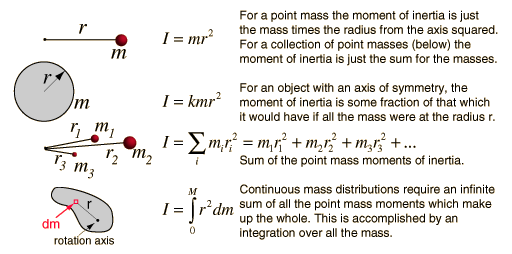 r
m
I = mr²
For a point mass the moment of inertia is just
the mass times the radius from the axis squared.
For a collection of point masses (below) the
moment of inertia is just the sum for the masses.
r
m
I = kmr²
For an object with an axis of symmetry, the
moment of inertia is some fraction of that which
it would have if all the mass were at the radius r.
r₁ m₁
r₂ m₂
r₃ m₃
I = ∑ᵢ mᵢrᵢ² = m₁r₁² + m₂r₂² + m₃r₃² + ...
Sum of the point mass moments of inertia.
r
dm
rotation axis
I = ∫₀ᴹ r²dm
Continuous mass distributions require an infinite
sum of all the point mass moments which make
up the whole. This is accomplished by an
integration over all the mass.